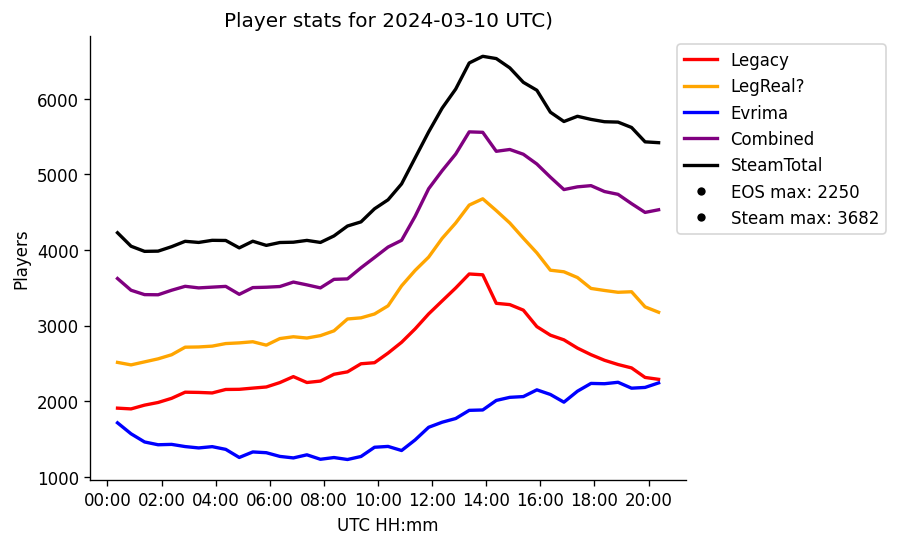 Player stats for 2024-03-10 UTC)
Legacy
LegReal?
Evrima
Combined
SteamTotal
EOS max: 2250
Steam max: 3682
Players
6000
5000
4000
3000
2000
1000
00:00 02:00 04:00 06:00 08:00 10:00 12:00 14:00 16:00 18:00 20:00
UTC HH:mm